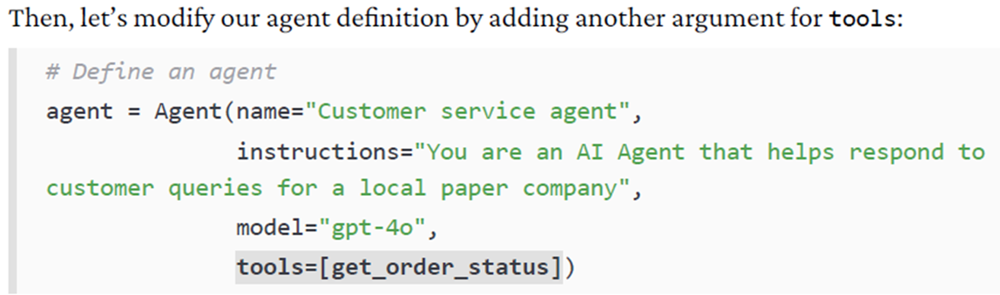 Then, let’s modify our agent definition by adding another argument for tools:
# Define an agent
agent = Agent(name="Customer service agent",
instructions="You are an AI Agent that helps respond to
customer queries for a local paper company",
model="gpt-4o",
tools=[get_order_status])